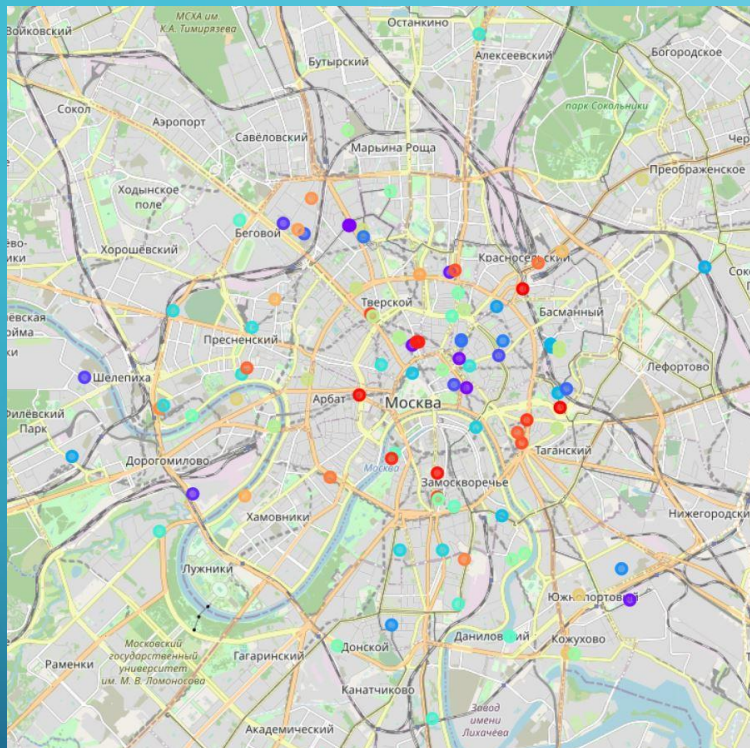 МСХА им.
К.А. Тимирязева
Останкино
Войковский
Алексеевский
Богородское
Бутырский
Сокол
парк Сокольники
Аэропорт
Савёловский
Марьина Роща
Преображенское
Ходынское
поле
Беговой
Хорошёвский
Красносельский
Тверской
Басманный
Пресненский
Лефортово
Шелепиха
Арбат
Москва
Филёвский
Парк
Таганский
Дорогомилово
Москва
Замоскворечье
Хамовники
Нижегородский
Лужники
Южнопортовый
Московский
государственный
университет
им. М. В. Ломоносова
Донской
Даниловский
Кожухово
Раменки
Гагаринский
Канатчиково
Завод
имени
Лихачёва
Академический